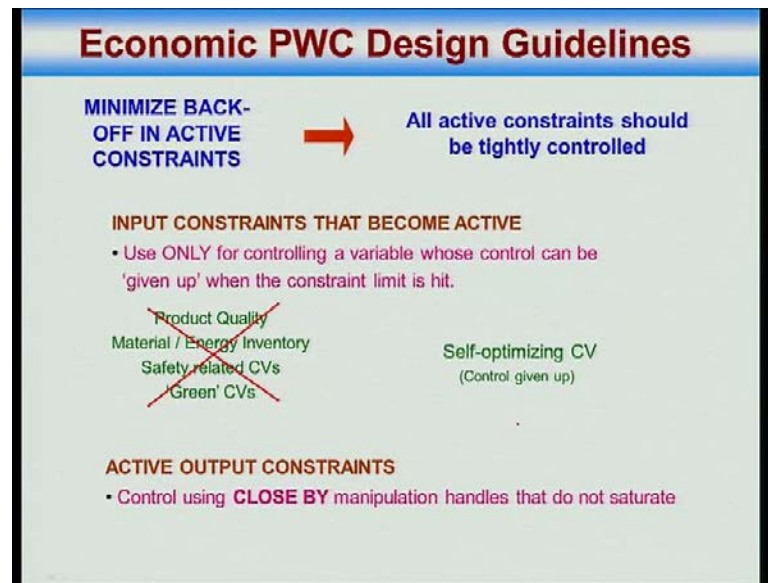 Economic PWC Design Guidelines
MINIMIZE BACK-
OFF IN ACTIVE
CONSTRAINTS
All active constraints should
be tightly controlled
INPUT CONSTRAINTS THAT BECOME ACTIVE
• Use ONLY for controlling a variable whose control can be
'given up' when the constraint limit is hit.
Product Quality
Material / Energy Inventory
Safety related CVs
'Green' CVs
Self-optimizing CV
(Control given up)
ACTIVE OUTPUT CONSTRAINTS
• Control using CLOSE BY manipulation handles that do not saturate